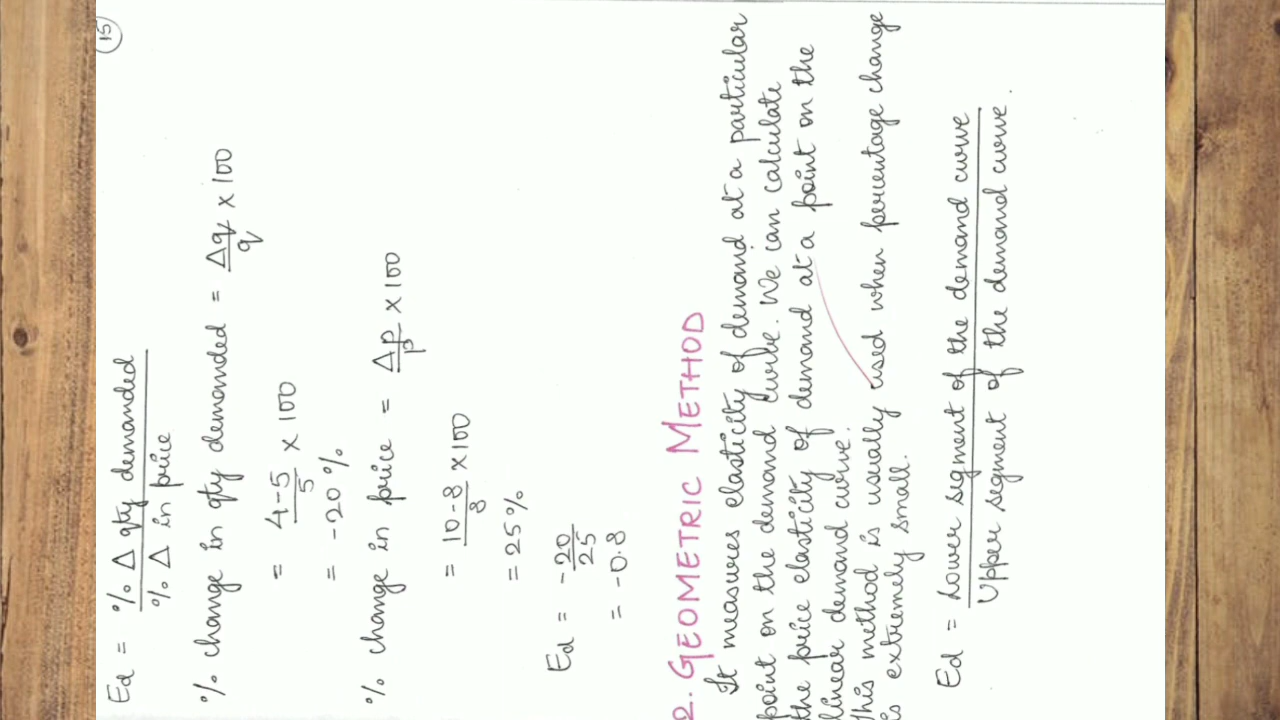 15
Ed = % Δ qty demanded
% Δ in price
% change in qty demanded = Δq/q x 100
= 4-5/5 x 100
= -20%
% change in price = Δp/p x 100
= 10-8/8 x 100
= 25%
Ed = -20/25
= -0.8
2. GEOMETRIC METHOD
It measures elasticity of demand at a particular
point on the demand curve. We can calculate
the price elasticity of demand at a point on the
linear demand curve.
This method is usually used when percentage change
is extremely small.
Ed = Lower segment of the demand curve
Upper segment of the demand curve.